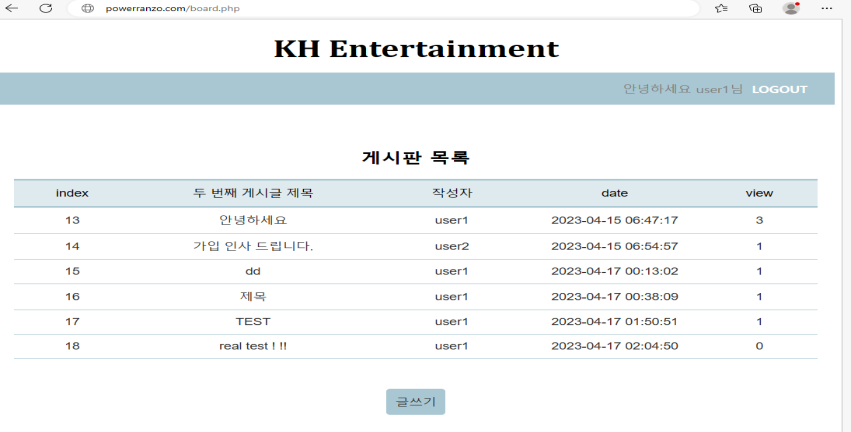 powerranzo.com/board.php
KH Entertainment
안녕하세요 user1님 LOGOUT
게시판 목록
index 두 번째 게시글 제목 작성자 date view
13 안녕하세요 user1 2023-04-15 06:47:17 3
14 가입 인사 드립니다. user2 2023-04-15 06:54:57 1
15 dd user1 2023-04-17 00:13:02 1
16 제목 user1 2023-04-17 00:38:09 1
17 TEST user1 2023-04-17 01:50:51 1
18 real test ! !! user1 2023-04-17 02:04:50 0
글쓰기